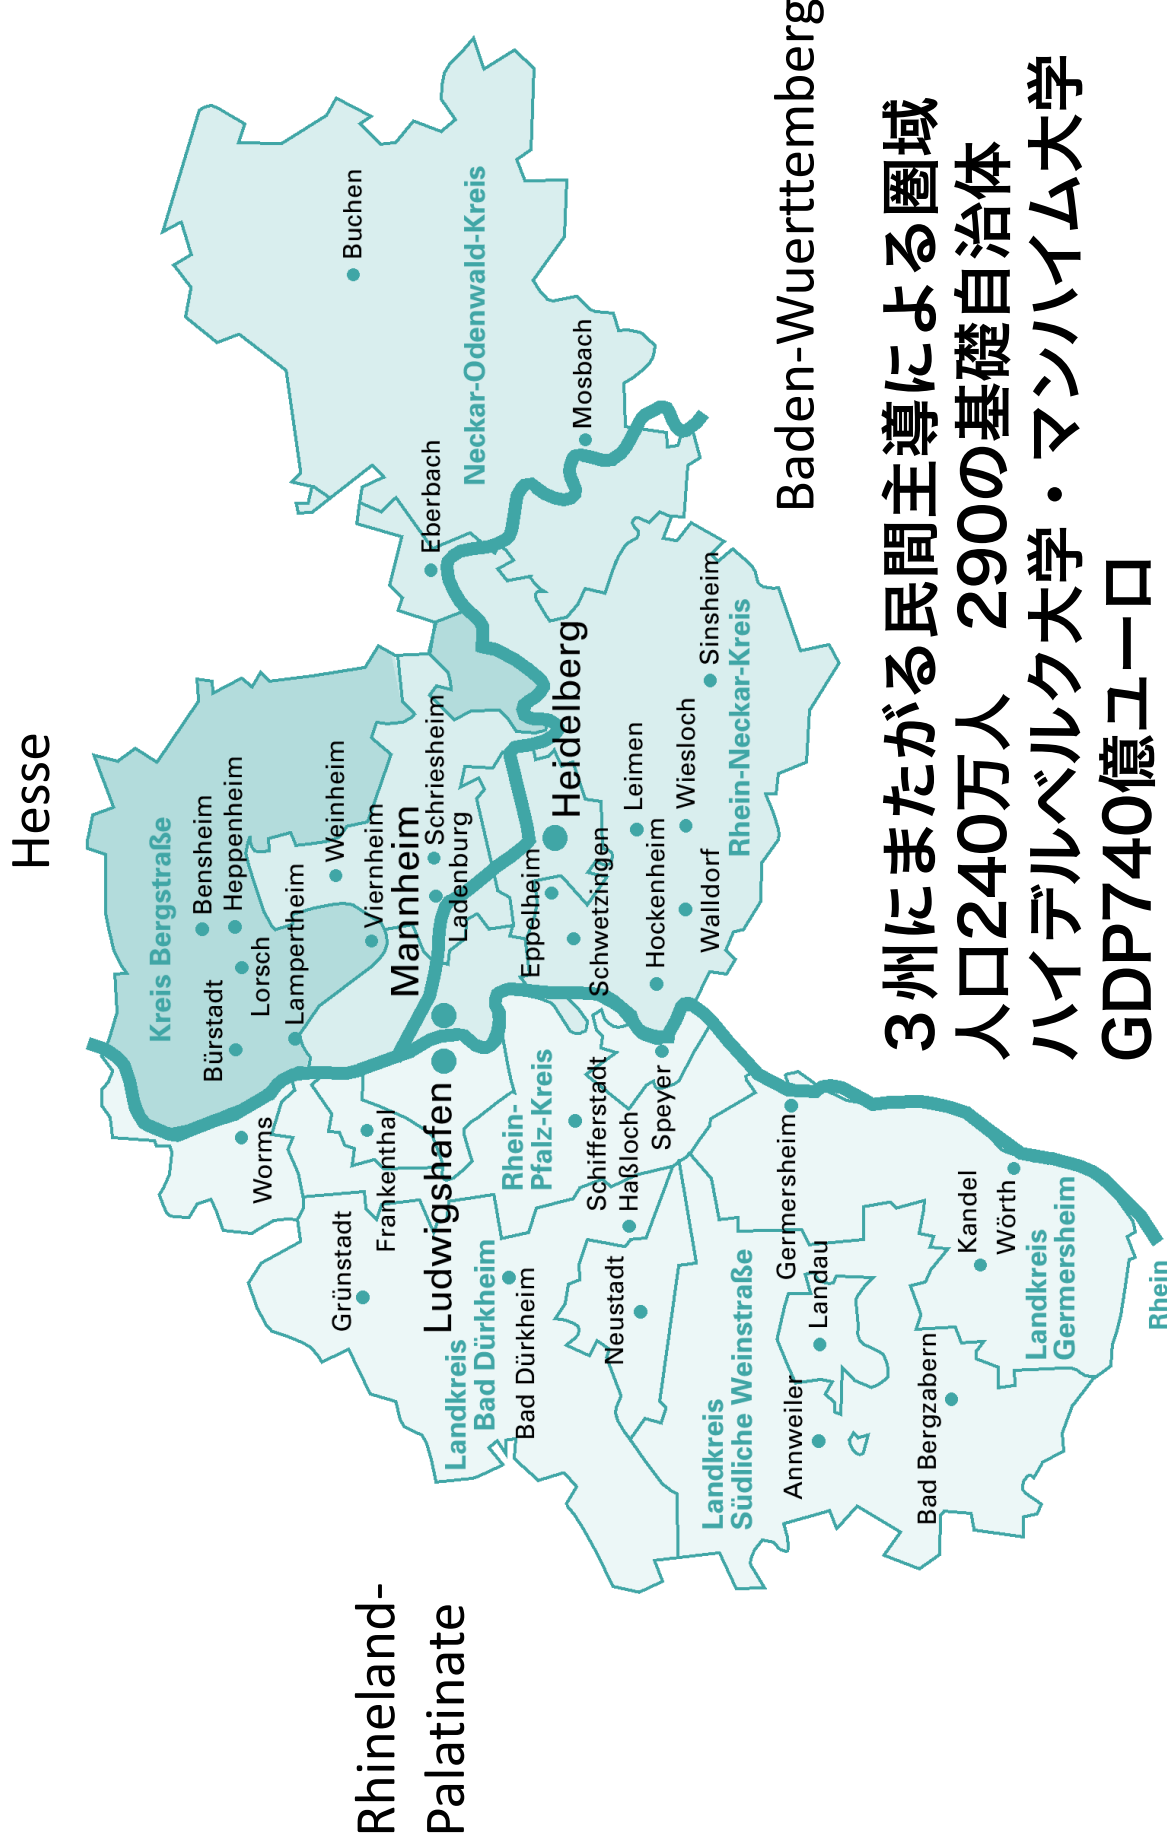 Hesse
Rhineland-
Palatinate
Baden-Wuerttemberg
Kreis Bergstraße
Bürstadt
Bensheim
Heppenheim
Lorsch
Lampertheim
Worms
Weinheim
Viernheim
Buchen
Grünstadt
Frankenthal
Mannheim
Schriesheim
Ladenburg
Eberbach
Neckar-Odenwald-Kreis
Ludwigshafen
Landkreis
Bad Dürkheim
Bad Dürkheim
Rhein-
Pfalz-Kreis
Eppelheim
Heidelberg
Mosbach
Schifferstadt
Schwetzingen
Neustadt
Haßloch
Leimen
Speyer
Hockenheim
Wiesloch
Walldorf
Sinsheim
Rhein-Neckar-Kreis
Landkreis
Südliche Weinstraße
Germersheim
Landau
Annweiler
Bad Bergzabern
Kandel
Wörth
Landkreis
Germersheim
Rhein
3州にまたがる民間主導による圏域
人口240万人 290の基礎自治体
ハイデルベルク大学・マンハイム大学
GDP740億ユーロ